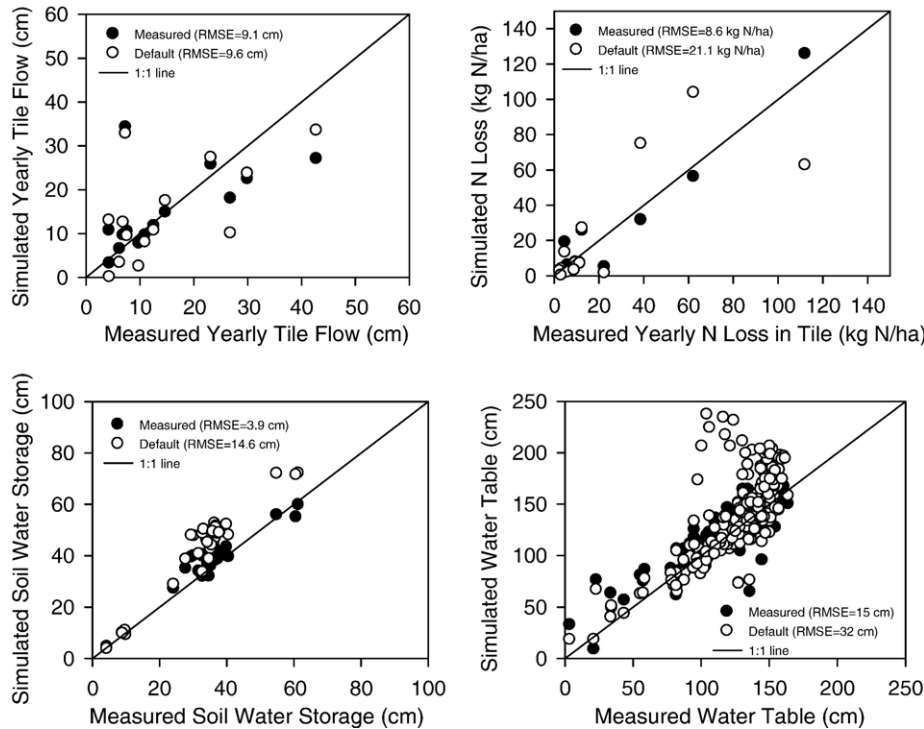 Simulated Yearly Tile Flow (cm)
60
50
40
30
20
10
0
Measured (RMSE=9.1 cm)
Default (RMSE=9.6 cm)
1:1 line
0 10 20 30 40 50 60
Measured Yearly Tile Flow (cm)
Simulated N Loss (kg N/ha)
140
120
100
80
60
40
20
0
Measured (RMSE=8.6 kg N/ha)
Default (RMSE=21.1 kg N/ha)
1:1 line
0 20 40 60 80 100 120 140
Measured Yearly N Loss in Tile (kg N/ha)
Simulated Soil Water Storage (cm)
100
80
60
40
20
0
Measured (RMSE=3.9 cm)
Default (RMSE=14.6 cm)
1:1 line
0 20 40 60 80 100
Measured Soil Water Storage (cm)
Simulated Water Table (cm)
250
200
150
100
50
0
Measured (RMSE=15 cm)
Default (RMSE=32 cm)
1:1 line
0 50 100 150 200 250
Measured Water Table (cm)